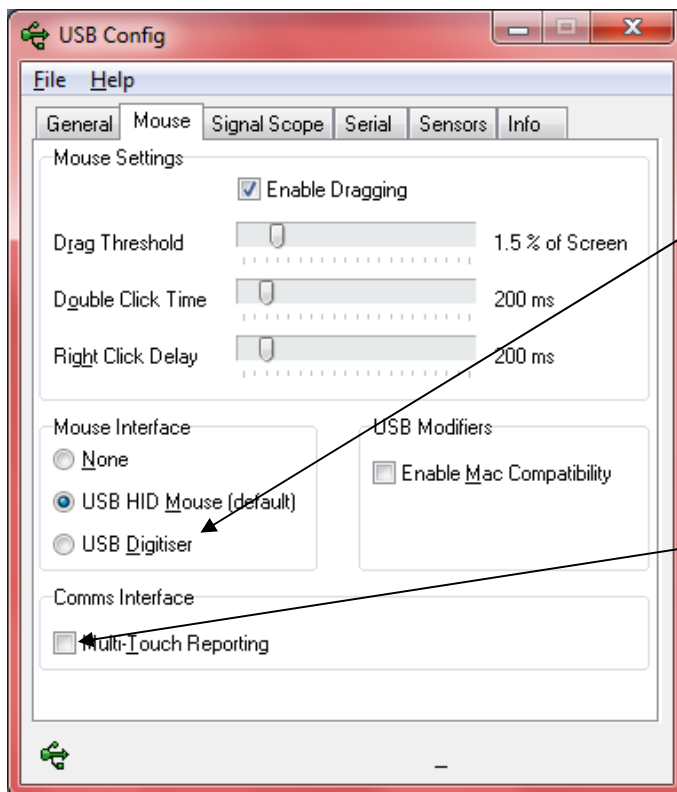 USB Config
File Help
General Mouse Signal Scope Serial Sensors Info
Mouse Settings
Enable Dragging
Drag Threshold 1.5 % of Screen
Double Click Time 200 ms
Right Click Delay 200 ms
Mouse Interface
None
USB HID Mouse (default)
USB Digitiser
USB Modifiers
Enable Mac Compatibility
Comms Interface
Multi-Touch Reporting